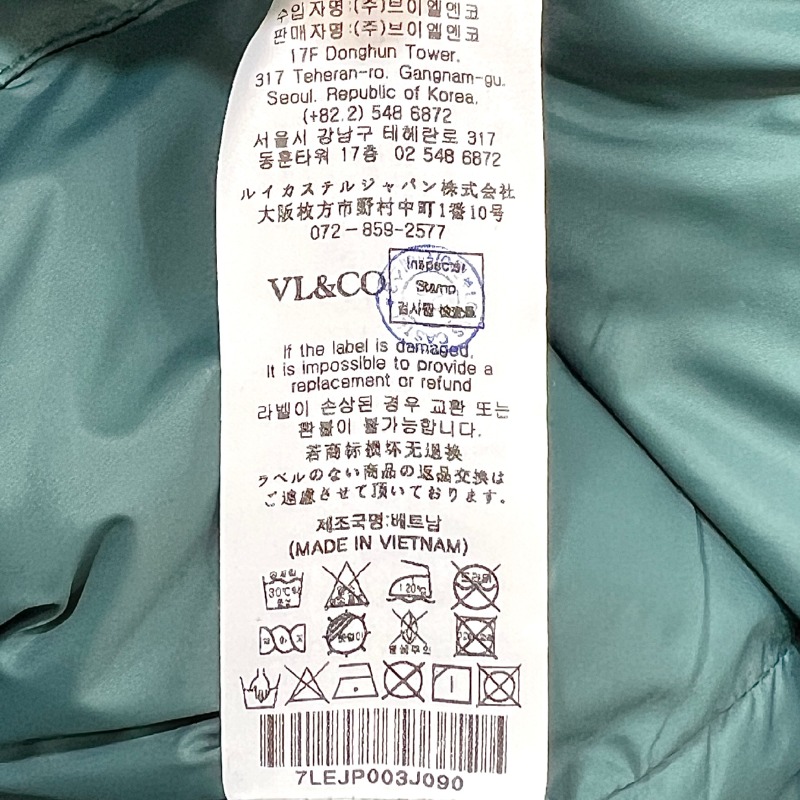 수입자명:(주)브이엘엔코
판매자명:(주)브이엘엔코
17F Donghun Tower,
317 Teheran-ro, Gangnam-gu,
Seoul, Republic of Korea,
(+82.2) 548 6872
서울시 강남구 테헤란로 317
동훈타워 17층 02 548 6872
ルイカステルジャパン株式会社
大阪枚方市野村中町1番10号
072-859-2577
VL&CO
Inspector
Stamp
검사필 検査畢
If the label is damaged,
It is impossible to provide a
replacement or refund
라벨이 손상된 경우 교환 또는
환불이 불가능합니다.
若商标损坏无退换
ラベルのない商品の返品交換は
ご遠慮させて頂いております。
제조국명:베트남
(MADE IN VIETNAM)
30℃
120℃
드라이
7LEJP003J090